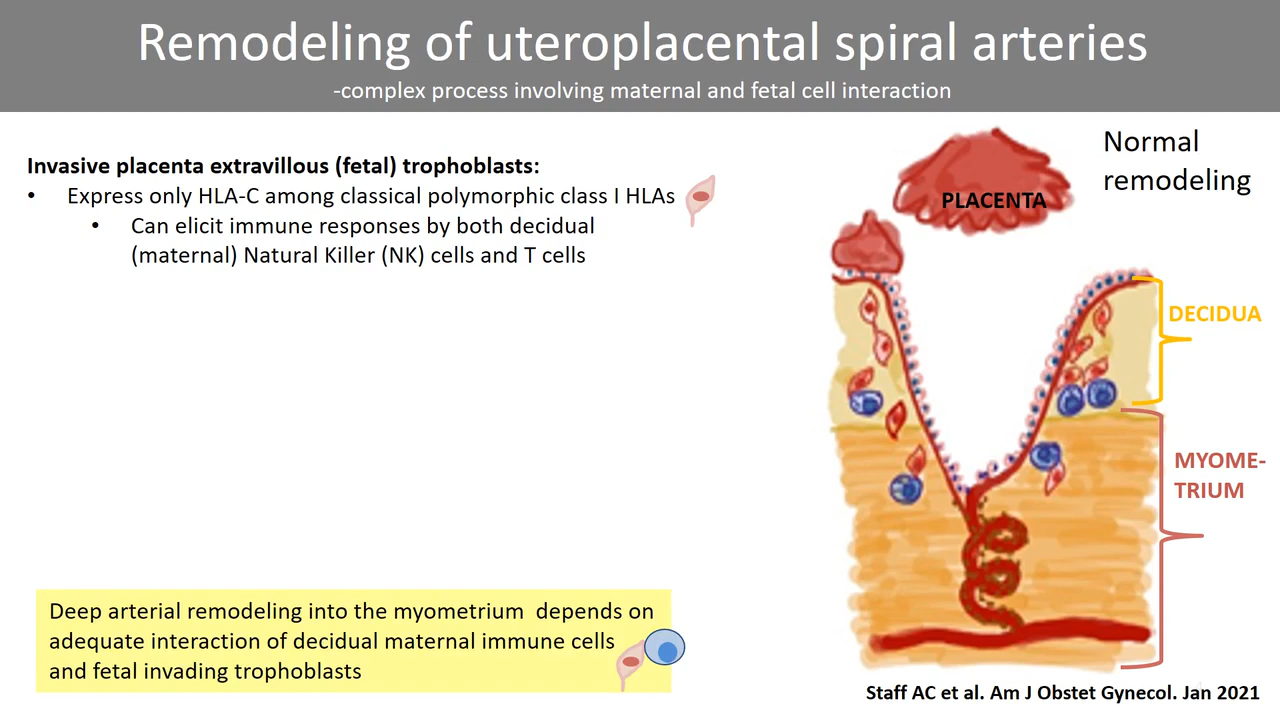 Remodeling of uteroplacental spiral arteries
-complex process involving maternal and fetal cell interaction
Invasive placenta extravillous (fetal) trophoblasts:
• Express only HLA-C among classical polymorphic class I HLAs
• Can elicit immune responses by both decidual
(maternal) Natural Killer (NK) cells and T cells
Deep arterial remodeling into the myometrium depends on
adequate interaction of decidual maternal immune cells
and fetal invading trophoblasts
Normal
remodeling
PLACENTA
DECIDUA
MYOME-
TRIUM
Staff AC et al. Am J Obstet Gynecol. Jan 2021